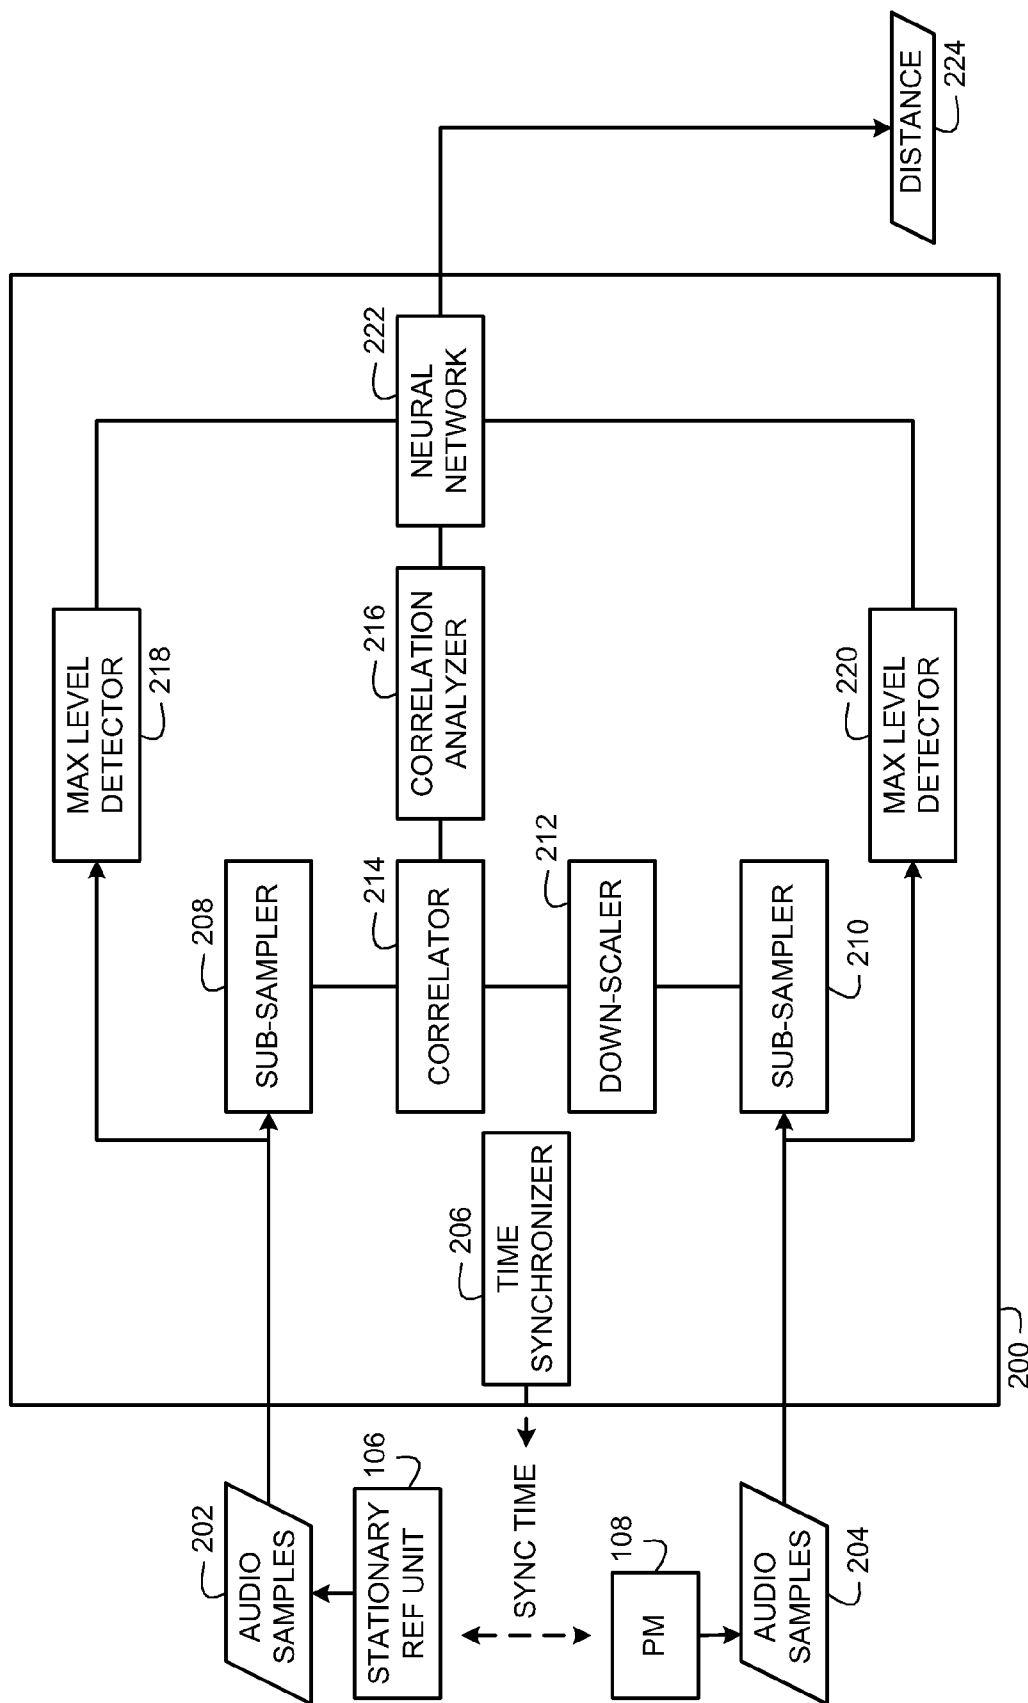 AUDIO
SAMPLES
202
STATIONARY
REF UNIT
106
SYNC TIME
PM
108
AUDIO
SAMPLES
204
TIME
SYNCHRONIZER
206
SUB-SAMPLER
208
CORRELATOR
214
DOWN-SCALER
212
SUB-SAMPLER
210
MAX LEVEL
DETECTOR
218
CORRELATION
ANALYZER
216
MAX LEVEL
DETECTOR
220
NEURAL
NETWORK
222
DISTANCE
224
200